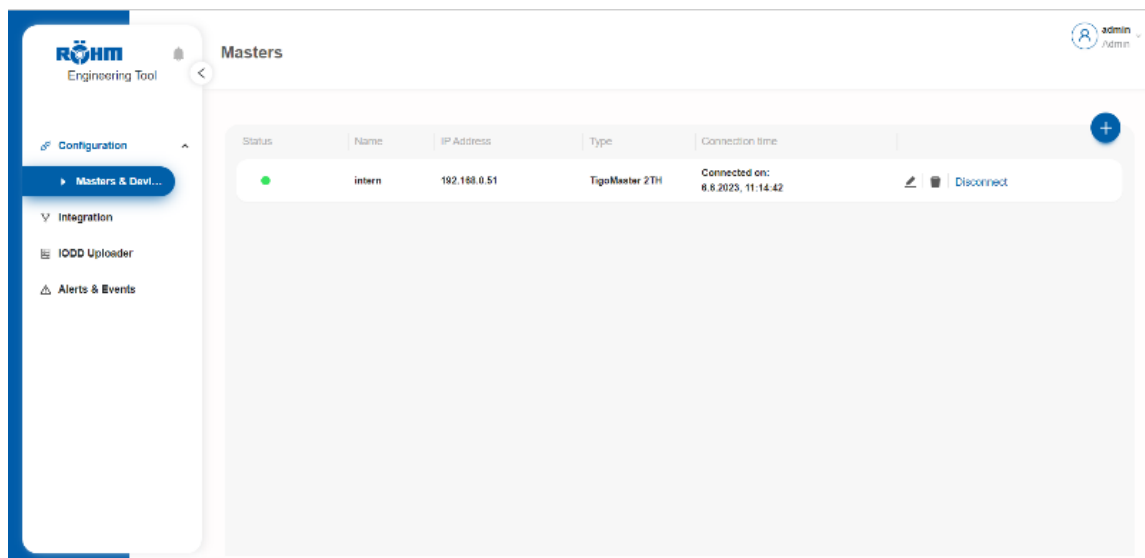 RÖHM
Engineering Tool
Masters
admin
Admin
Configuration
Masters & Devi...
Integration
IODD Uploader
Alerts & Events
Status Name IP Address Type Connection time
intern 192.168.0.51 TigoMaster 2TH Connected on:
6.6.2023, 11:14:42
Disconnect